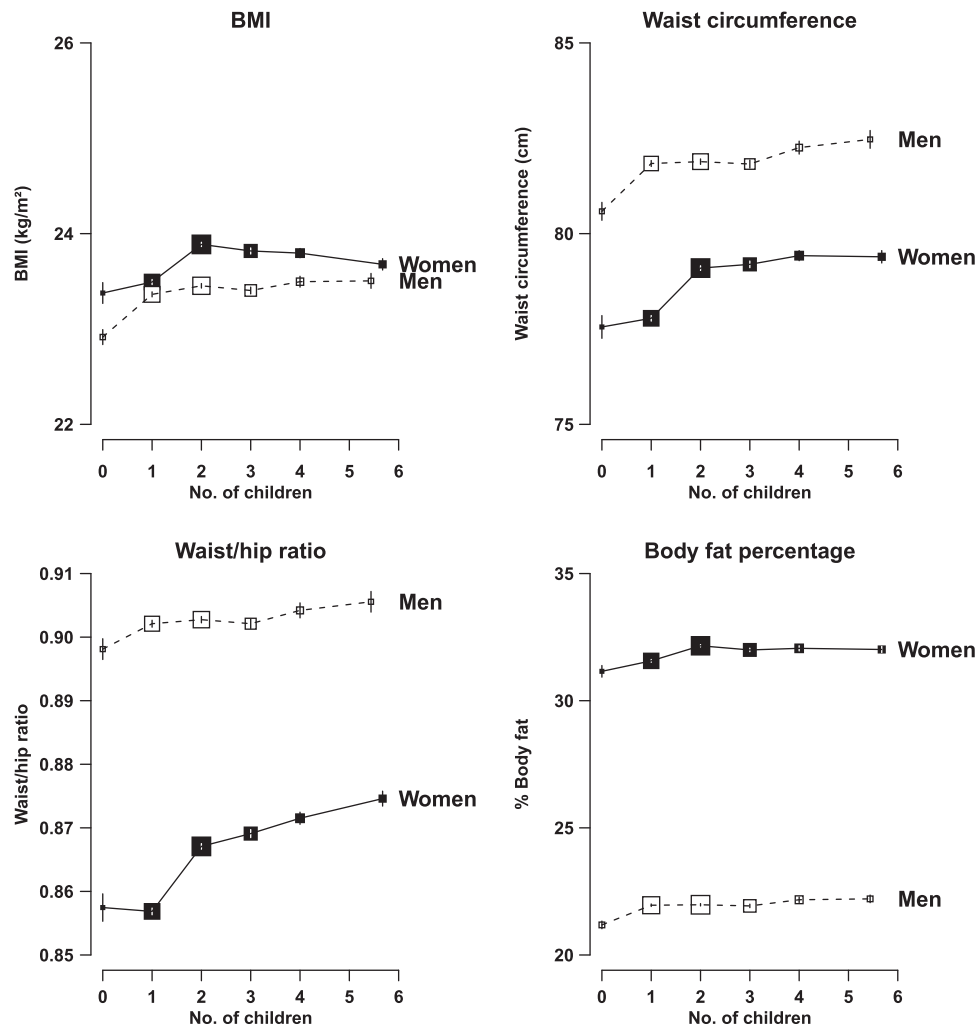 BMI
26
24
22
BMI (kg/m²)
Women
Men
0 1 2 3 4 5 6
No. of children
Waist circumference
85
80
75
Waist circumference (cm)
Men
Women
0 1 2 3 4 5 6
No. of children
Waist/hip ratio
0.91
0.90
0.89
0.88
0.87
0.86
0.85
Waist/hip ratio
Men
Women
0 1 2 3 4 5 6
No. of children
Body fat percentage
35
30
25
20
% Body fat
Women
Men
0 1 2 3 4 5 6
No. of children